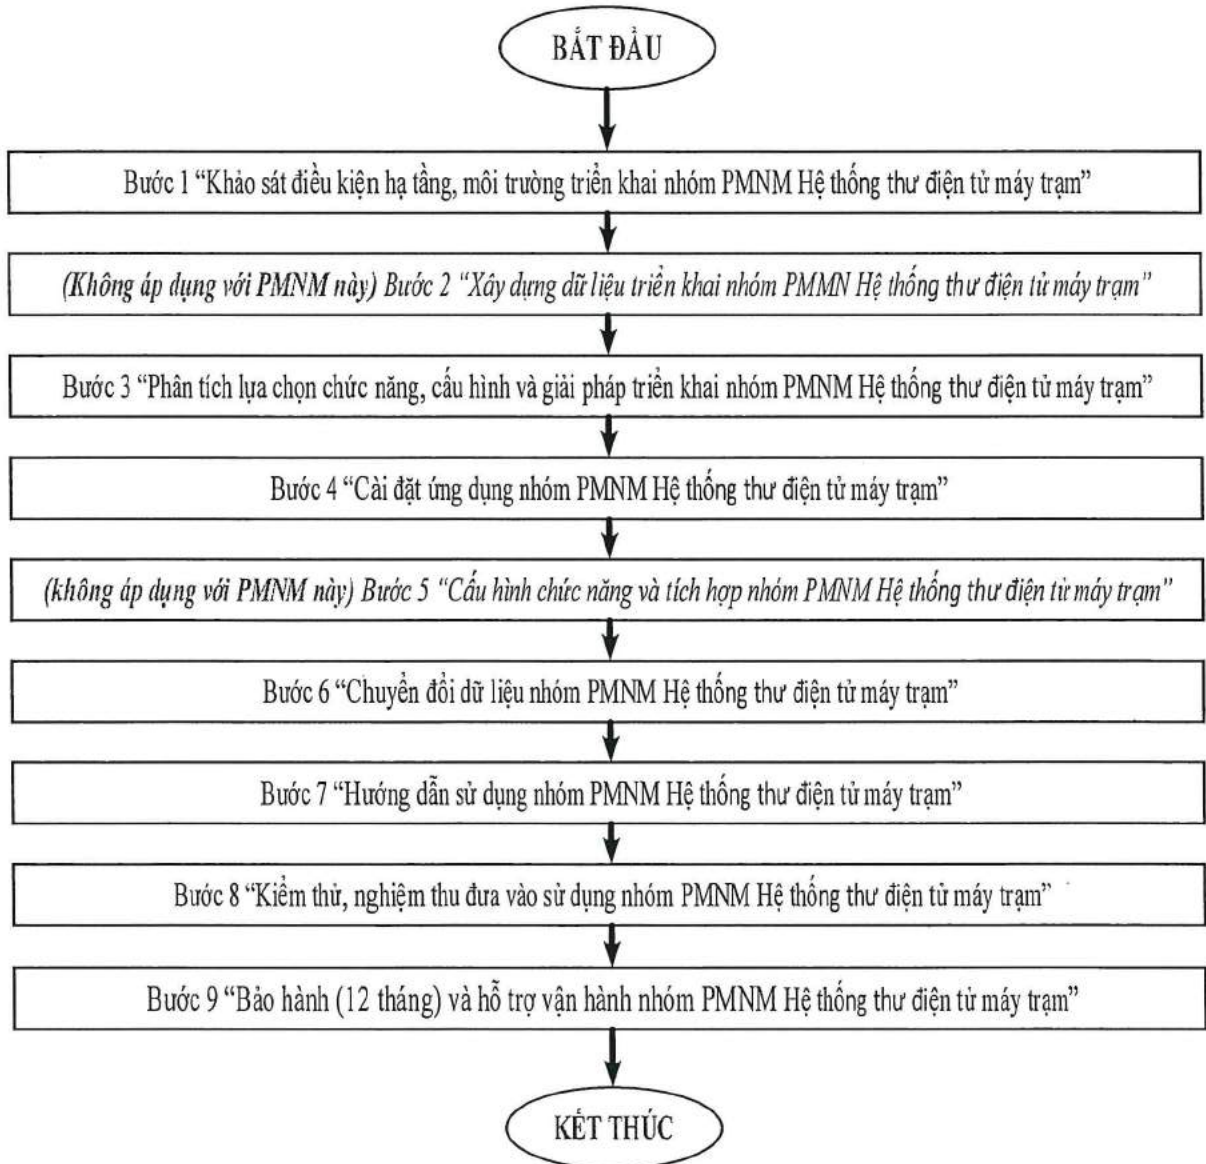 BẮT ĐẦU
Bước 1 “Khảo sát điều kiện hạ tầng, môi trường triển khai nhóm PMNM Hệ thống thư điện tử máy trạm”
(Không áp dụng với PMNM này) Bước 2 “Xây dựng dữ liệu triển khai nhóm PMMN Hệ thống thư điện tử máy trạm”
Bước 3 “Phân tích lựa chọn chức năng, cấu hình và giải pháp triển khai nhóm PMNM Hệ thống thư điện tử máy trạm”
Bước 4 “Cài đặt ứng dụng nhóm PMNM Hệ thống thư điện tử máy trạm”
(không áp dụng với PMNM này) Bước 5 “Cấu hình chức năng và tích hợp nhóm PMNM Hệ thống thư điện tử máy trạm”
Bước 6 “Chuyển đổi dữ liệu nhóm PMNM Hệ thống thư điện tử máy trạm”
Bước 7 “Hướng dẫn sử dụng nhóm PMNM Hệ thống thư điện tử máy trạm”
Bước 8 “Kiểm thử, nghiệm thu đưa vào sử dụng nhóm PMNM Hệ thống thư điện tử máy trạm”
Bước 9 “Bảo hành (12 tháng) và hỗ trợ vận hành nhóm PMNM Hệ thống thư điện tử máy trạm”
KẾT THÚC